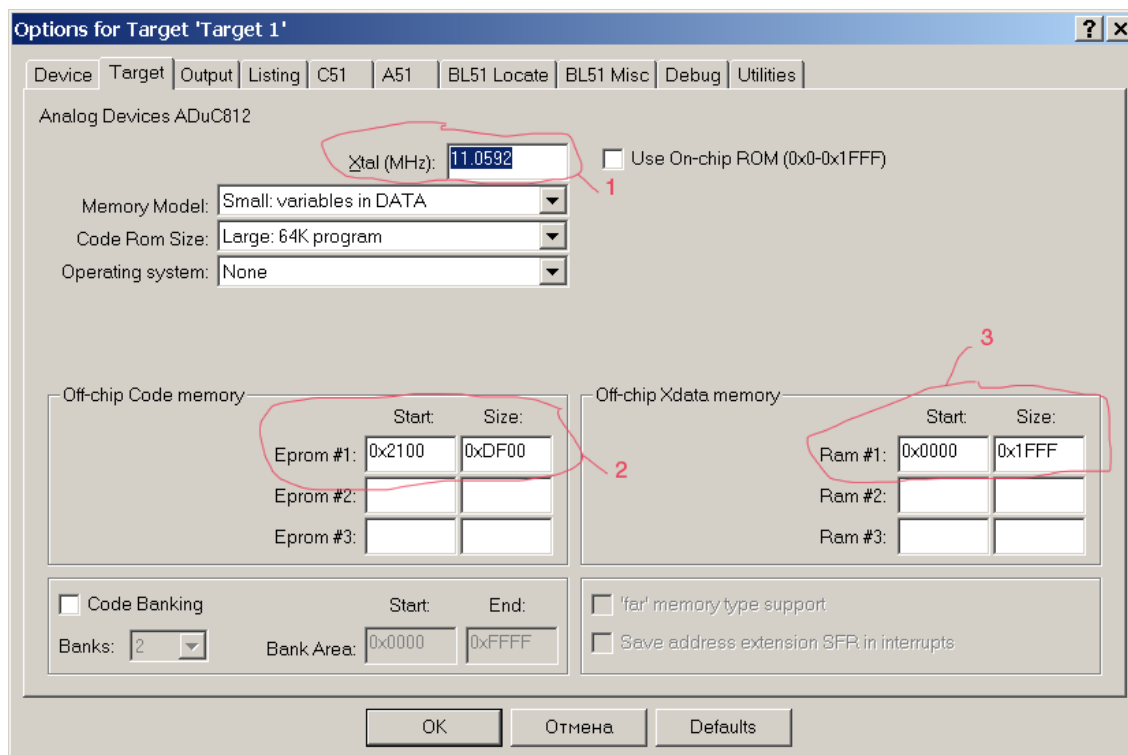 Options for Target 'Target 1'
Device Target Output Listing C51 A51 BL51 Locate BL51 Misc Debug Utilities
Analog Devices ADuC812
Xtal (MHz): 11.0592 Use On-chip ROM (0x0-0x1FFF)
1
Memory Model: Small: variables in DATA
Code Rom Size: Large: 64K program
Operating system: None
3
Off-chip Code memory
Start: Size:
Eprom #1: 0x2100 0xDF00
2
Eprom #2:
Eprom #3:
Off-chip Xdata memory
Start: Size:
Ram #1: 0x0000 0x1FFF
Ram #2:
Ram #3:
Code Banking Start: End:
Banks: 2 Bank Area: 0x0000 0xFFFF
'far' memory type support
Save address extension SFR in interrupts
OK Отмена Defaults